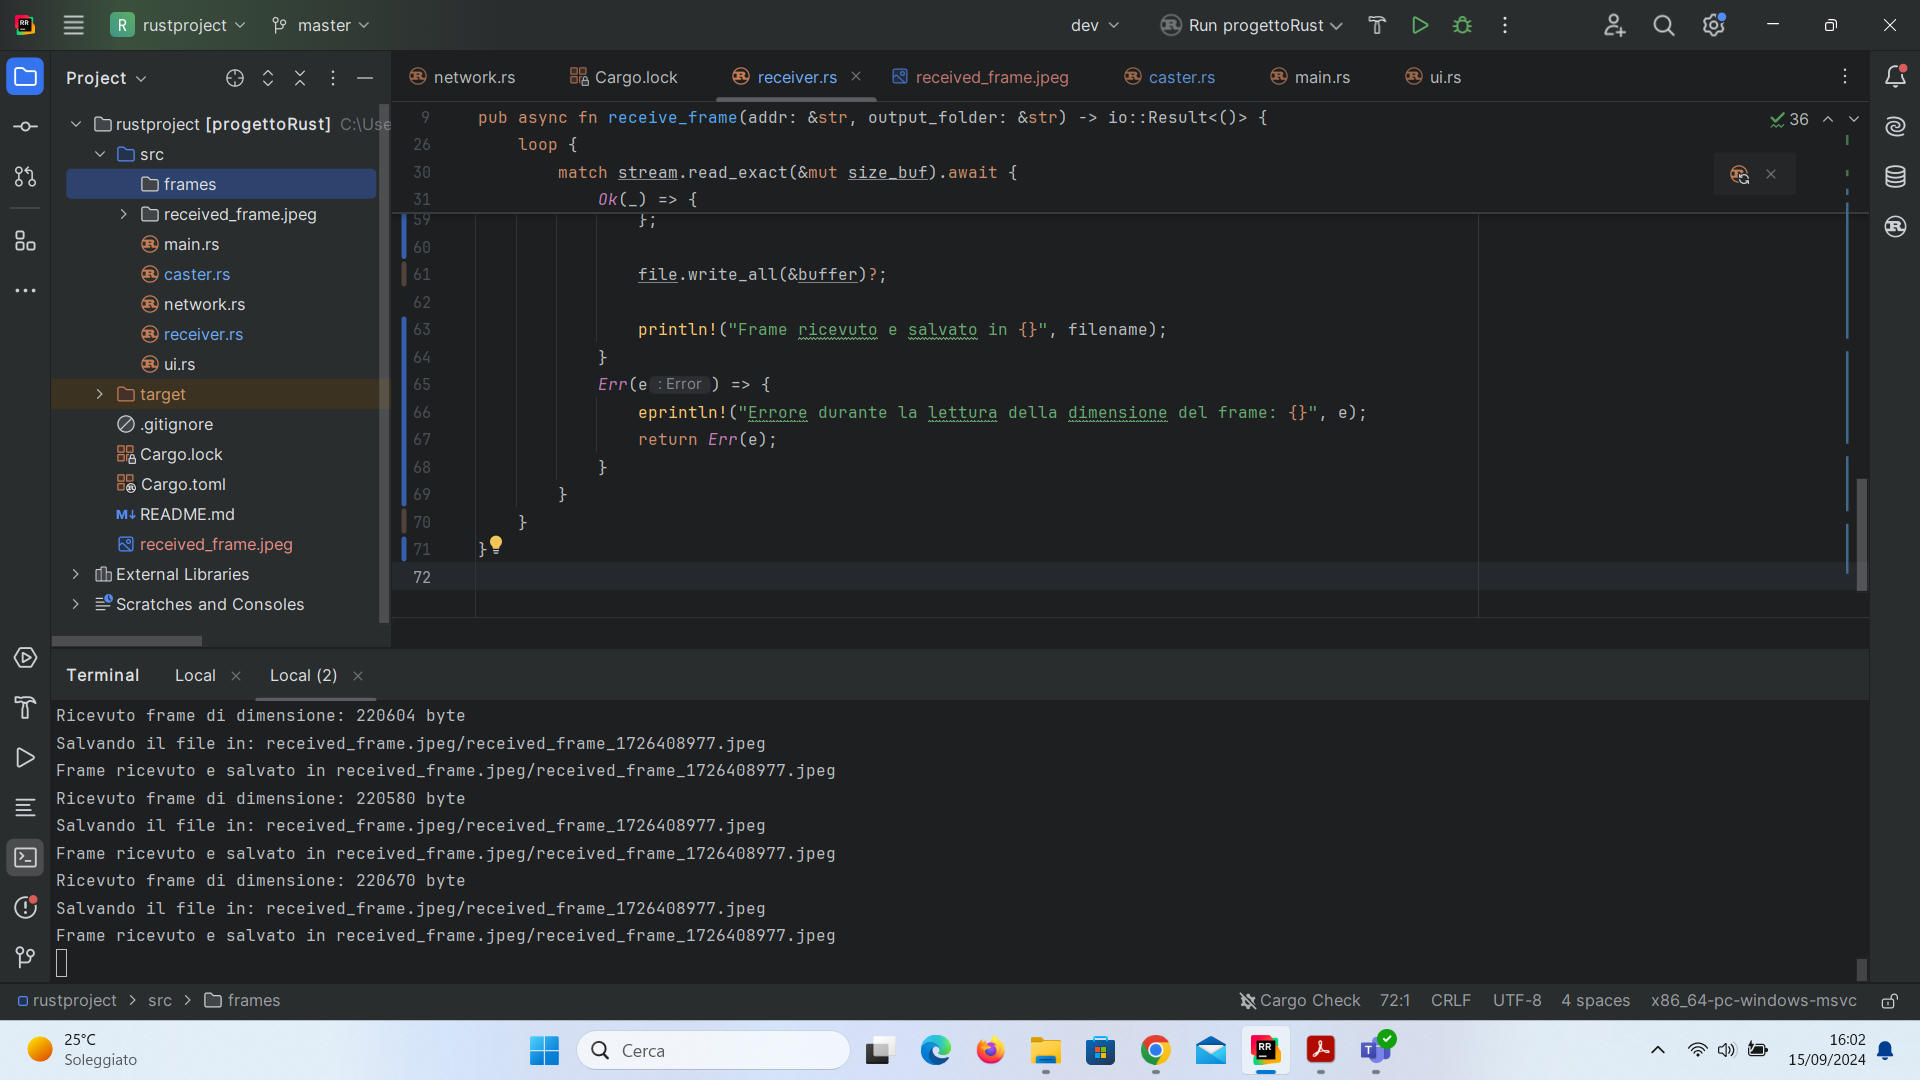 R rustproject master dev Run progettoRust
Project
network.rs Cargo.lock receiver.rs received_frame.jpeg caster.rs main.rs ui.rs
rustproject [progettoRust] C:\Use
src
frames
received_frame.jpeg
main.rs
caster.rs
network.rs
receiver.rs
ui.rs
target
.gitignore
Cargo.lock
Cargo.toml
README.md
received_frame.jpeg
External Libraries
Scratches and Consoles
9 pub async fn receive_frame(addr: &str, output_folder: &str) -> io::Result<()> {
36
26 loop {
30 match stream.read_exact(&mut size_buf).await {
31 Ok(_) => {
59 };
60
61 file.write_all(&buffer)?;
62
63 println!("Frame ricevuto e salvato in {}", filename);
64 }
65 Err(e : Error ) => {
66 eprintln!("Errore durante la lettura della dimensione del frame: {}", e);
67 return Err(e);
68 }
69 }
70 }
71 }
72
Terminal Local Local (2)
Ricevuto frame di dimensione: 220604 byte
Salvando il file in: received_frame.jpeg/received_frame_1726408977.jpeg
Frame ricevuto e salvato in received_frame.jpeg/received_frame_1726408977.jpeg
Ricevuto frame di dimensione: 220580 byte
Salvando il file in: received_frame.jpeg/received_frame_1726408977.jpeg
Frame ricevuto e salvato in received_frame.jpeg/received_frame_1726408977.jpeg
Ricevuto frame di dimensione: 220670 byte
Salvando il file in: received_frame.jpeg/received_frame_1726408977.jpeg
Frame ricevuto e salvato in received_frame.jpeg/received_frame_1726408977.jpeg
rustproject > src > frames
Cargo Check 72:1 CRLF UTF-8 4 spaces x86_64-pc-windows-msvc
25°C
Soleggiato
Cerca
16:02
15/09/2024